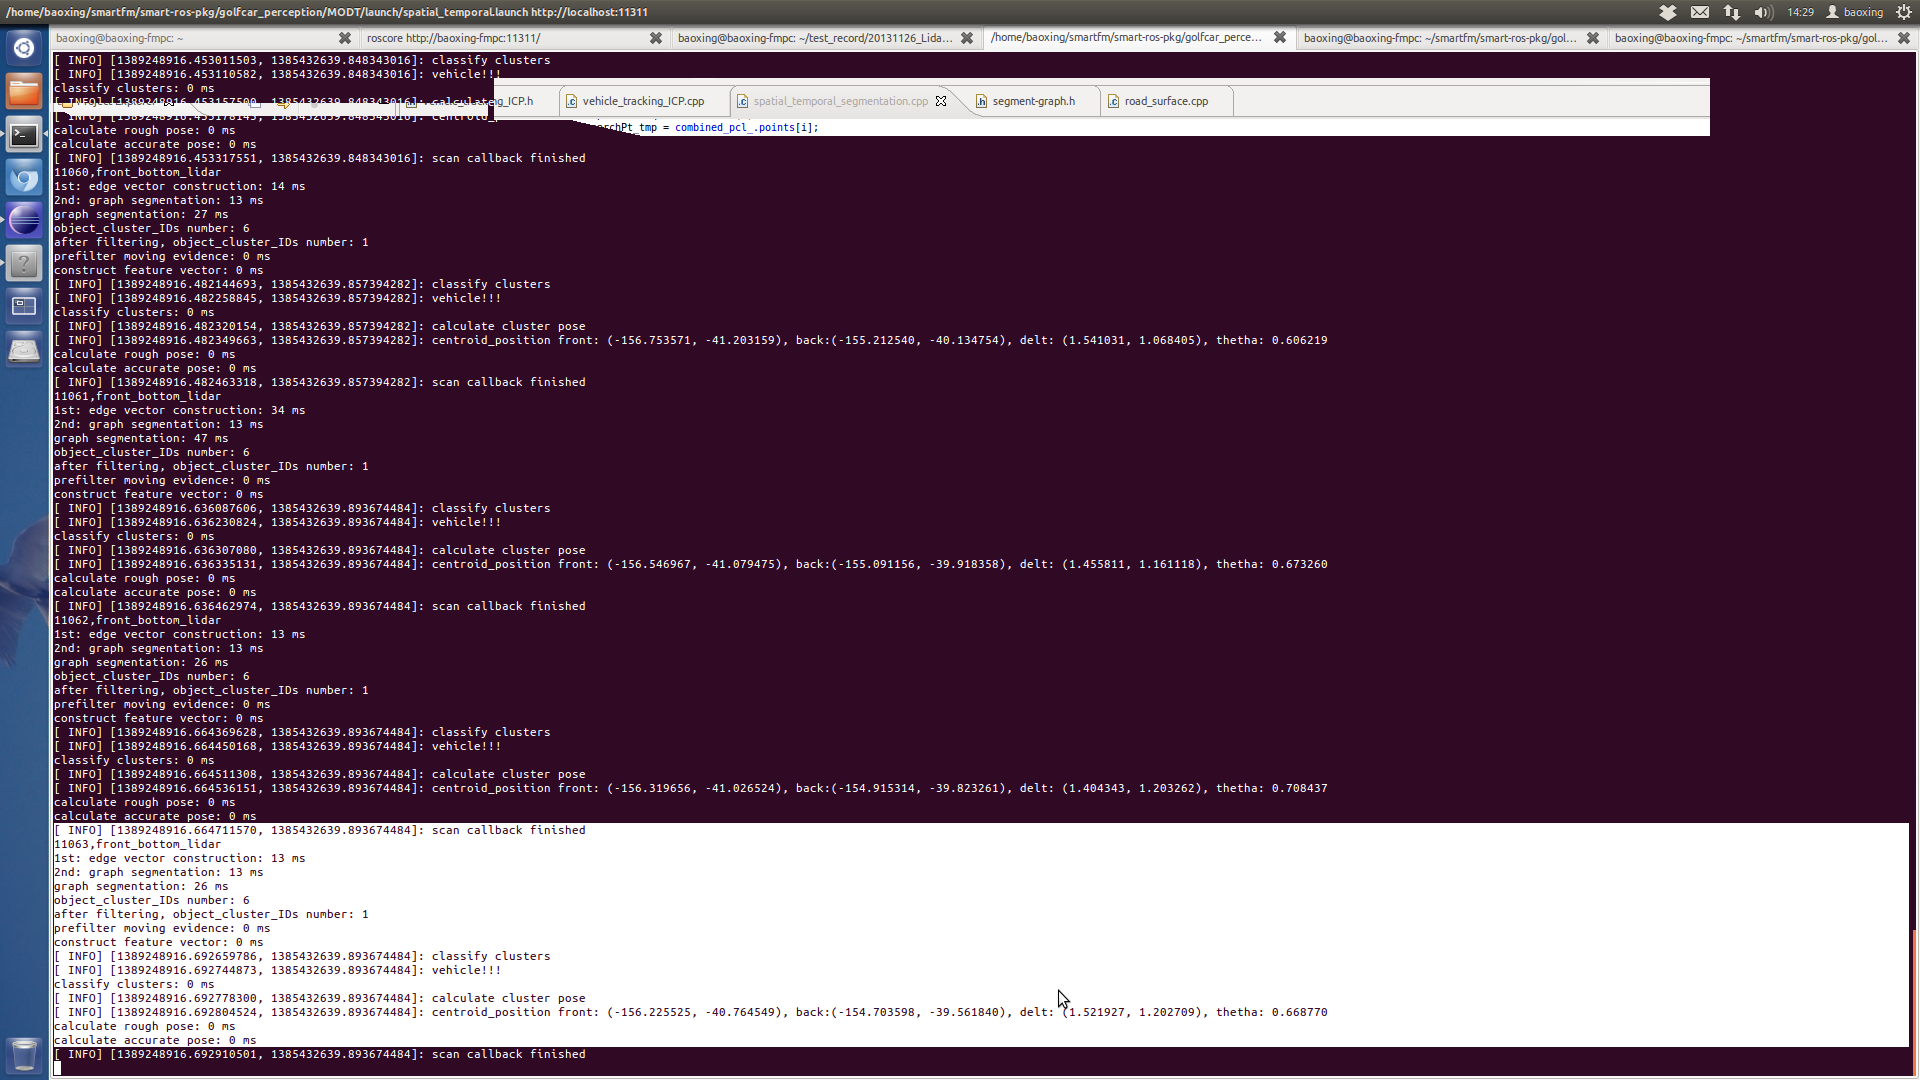 /home/baoxing/smartfm/smart-ros-pkg/golfcar_perception/MODT/launch/spatial_temporal.launch http://localhost:11311
14:29 baoxing
baoxing@baoxing-fmpc: ~
roscore http://baoxing-fmpc:11311/
baoxing@baoxing-fmpc: ~/test_record/20131126_Lida...
/home/baoxing/smartfm/smart-ros-pkg/golfcar_perce...
baoxing@baoxing-fmpc: ~/smartfm/smart-ros-pkg/gol...
baoxing@baoxing-fmpc: ~/smartfm/smart-ros-pkg/gol...
[ INFO] [1389248916.453011503, 1385432639.848343016]: classify clusters
[ INFO] [1389248916.453110582, 1385432639.848343016]: vehicle!!!
classify clusters: 0 ms
[ INFO] [1389248916.453157500, 1385432639.848343016]: calculate
ng_ICP.h
vehicle_tracking_ICP.cpp
spatial_temporal_segmentation.cpp
segment-graph.h
road_surface.cpp
[ INFO] [1389248916.453178143, 1385432639.848343016]: centroid_
rchPt tmp = combined_pcl_.points[i];
calculate rough pose: 0 ms
calculate accurate pose: 0 ms
[ INFO] [1389248916.453317551, 1385432639.848343016]: scan callback finished
11060,front_bottom_lidar
1st: edge vector construction: 14 ms
2nd: graph segmentation: 13 ms
graph segmentation: 27 ms
object_cluster_IDs number: 6
after filtering, object_cluster_IDs number: 1
prefilter moving evidence: 0 ms
construct feature vector: 0 ms
[ INFO] [1389248916.482144693, 1385432639.857394282]: classify clusters
[ INFO] [1389248916.482258845, 1385432639.857394282]: vehicle!!!
classify clusters: 0 ms
[ INFO] [1389248916.482320154, 1385432639.857394282]: calculate cluster pose
[ INFO] [1389248916.482349663, 1385432639.857394282]: centroid_position front: (-156.753571, -41.203159), back:(-155.212540, -40.134754), delt: (1.541031, 1.068405), thetha: 0.606219
calculate rough pose: 0 ms
calculate accurate pose: 0 ms
[ INFO] [1389248916.482463318, 1385432639.857394282]: scan callback finished
11061,front_bottom_lidar
1st: edge vector construction: 34 ms
2nd: graph segmentation: 13 ms
graph segmentation: 47 ms
object_cluster_IDs number: 6
after filtering, object_cluster_IDs number: 1
prefilter moving evidence: 0 ms
construct feature vector: 0 ms
[ INFO] [1389248916.636087606, 1385432639.893674484]: classify clusters
[ INFO] [1389248916.636230824, 1385432639.893674484]: vehicle!!!
classify clusters: 0 ms
[ INFO] [1389248916.636307080, 1385432639.893674484]: calculate cluster pose
[ INFO] [1389248916.636335131, 1385432639.893674484]: centroid_position front: (-156.546967, -41.079475), back:(-155.091156, -39.918358), delt: (1.455811, 1.161118), thetha: 0.673260
calculate rough pose: 0 ms
calculate accurate pose: 0 ms
[ INFO] [1389248916.636462974, 1385432639.893674484]: scan callback finished
11062,front_bottom_lidar
1st: edge vector construction: 13 ms
2nd: graph segmentation: 13 ms
graph segmentation: 26 ms
object_cluster_IDs number: 6
after filtering, object_cluster_IDs number: 1
prefilter moving evidence: 0 ms
construct feature vector: 0 ms
[ INFO] [1389248916.664369628, 1385432639.893674484]: classify clusters
[ INFO] [1389248916.664450168, 1385432639.893674484]: vehicle!!!
classify clusters: 0 ms
[ INFO] [1389248916.664511308, 1385432639.893674484]: calculate cluster pose
[ INFO] [1389248916.664536151, 1385432639.893674484]: centroid_position front: (-156.319656, -41.026524), back:(-154.915314, -39.823261), delt: (1.404343, 1.203262), thetha: 0.708437
calculate rough pose: 0 ms
calculate accurate pose: 0 ms
[ INFO] [1389248916.664711570, 1385432639.893674484]: scan callback finished
11063,front_bottom_lidar
1st: edge vector construction: 13 ms
2nd: graph segmentation: 13 ms
graph segmentation: 26 ms
object_cluster_IDs number: 6
after filtering, object_cluster_IDs number: 1
prefilter moving evidence: 0 ms
construct feature vector: 0 ms
[ INFO] [1389248916.692659786, 1385432639.893674484]: classify clusters
[ INFO] [1389248916.692744873, 1385432639.893674484]: vehicle!!!
classify clusters: 0 ms
[ INFO] [1389248916.692778300, 1385432639.893674484]: calculate cluster pose
[ INFO] [1389248916.692804524, 1385432639.893674484]: centroid_position front: (-156.225525, -40.764549), back:(-154.703598, -39.561840), delt: (1.521927, 1.202709), thetha: 0.668770
calculate rough pose: 0 ms
calculate accurate pose: 0 ms
[ INFO] [1389248916.692910501, 1385432639.893674484]: scan callback finished